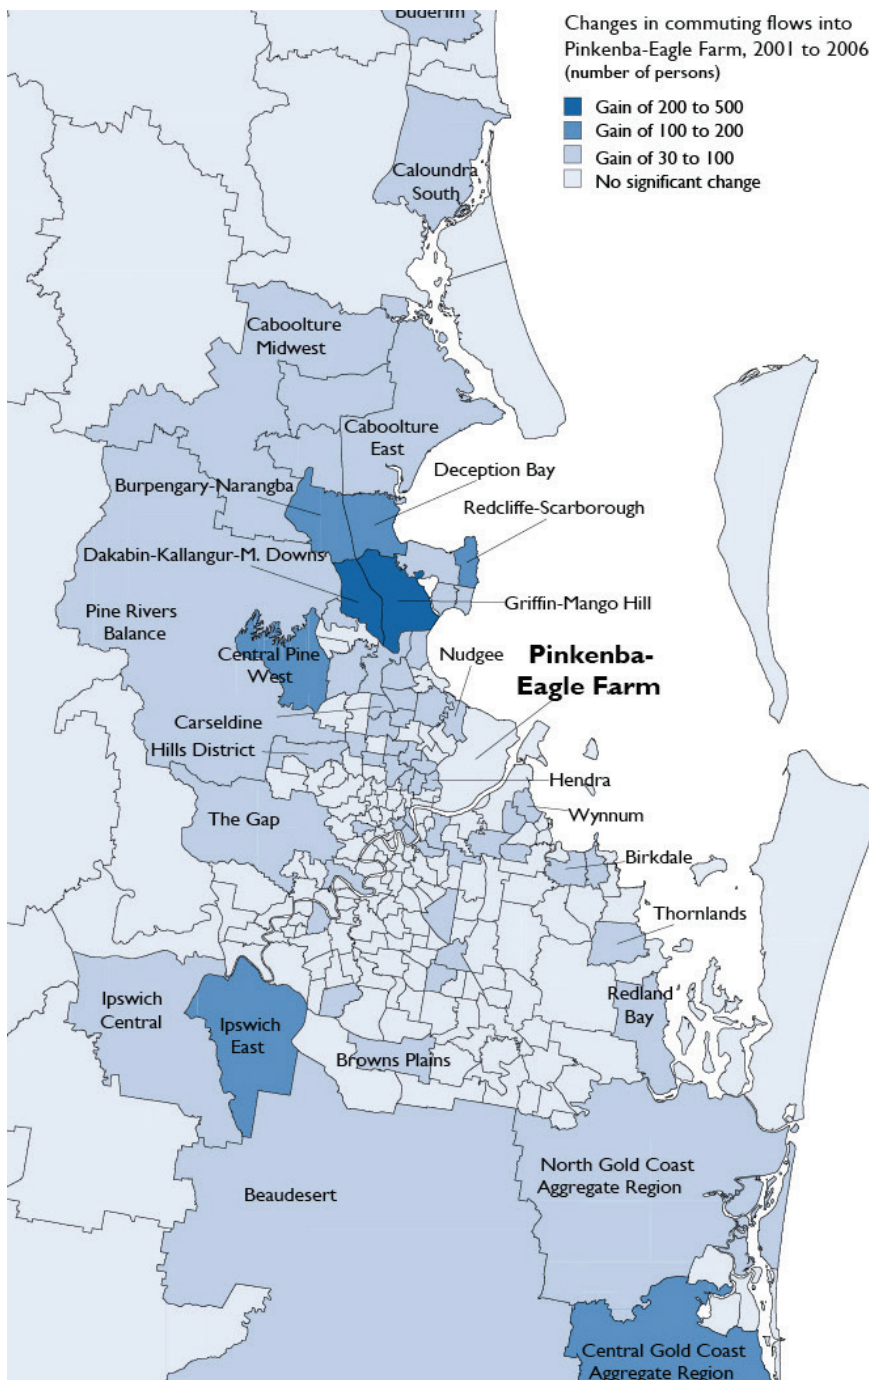 Buderim
Changes in commuting flows into
Pinkenba-Eagle Farm, 2001 to 2006
(number of persons)
Gain of 200 to 500
Gain of 100 to 200
Gain of 30 to 100
No significant change
Caloundra
South
Caboolture
Midwest
Caboolture
East
Deception Bay
Burpengary-Narangba
Redcliffe-Scarborough
Dakabin-Kallangur-M. Downs
Griffin-Mango Hill
Pine Rivers
Balance
Central Pine
West
Nudgee
Pinkenba-
Eagle Farm
Carseldine
Hills District
Hendra
The Gap
Wynnum
Birkdale
Thornlands
Ipswich
Central
Ipswich
East
Redland
Bay
Browns Plains
North Gold Coast
Aggregate Region
Beaudesert
Central Gold Coast
Aggregate Region